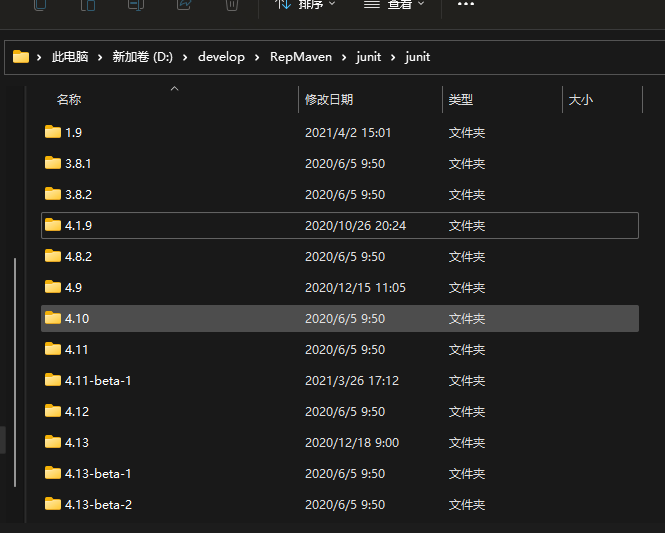 排序 查看
此电脑 新加卷 (D:) develop RepMaven junit junit
名称 修改日期 类型 大小
1.9 2021/4/2 15:01 文件夹
3.8.1 2020/6/5 9:50 文件夹
3.8.2 2020/6/5 9:50 文件夹
4.1.9 2020/10/26 20:24 文件夹
4.8.2 2020/6/5 9:50 文件夹
4.9 2020/12/15 11:05 文件夹
4.10 2020/6/5 9:50 文件夹
4.11 2020/6/5 9:50 文件夹
4.11-beta-1 2021/3/26 17:12 文件夹
4.12 2020/6/5 9:50 文件夹
4.13 2020/12/18 9:00 文件夹
4.13-beta-1 2020/6/5 9:50 文件夹
4.13-beta-2 2020/6/5 9:50 文件夹